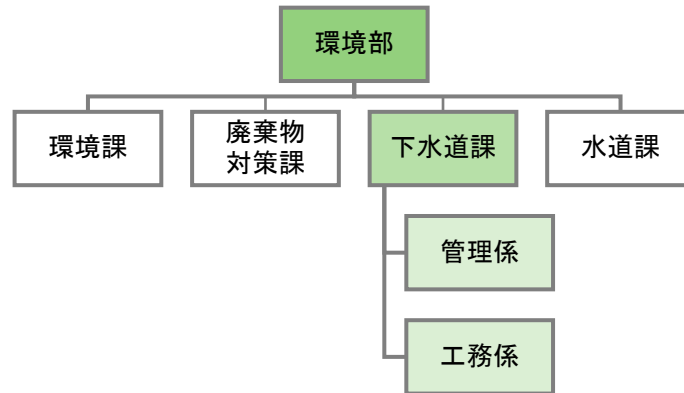 環境部
環境課
廃棄物
対策課
下水道課
水道課
管理係
工務係